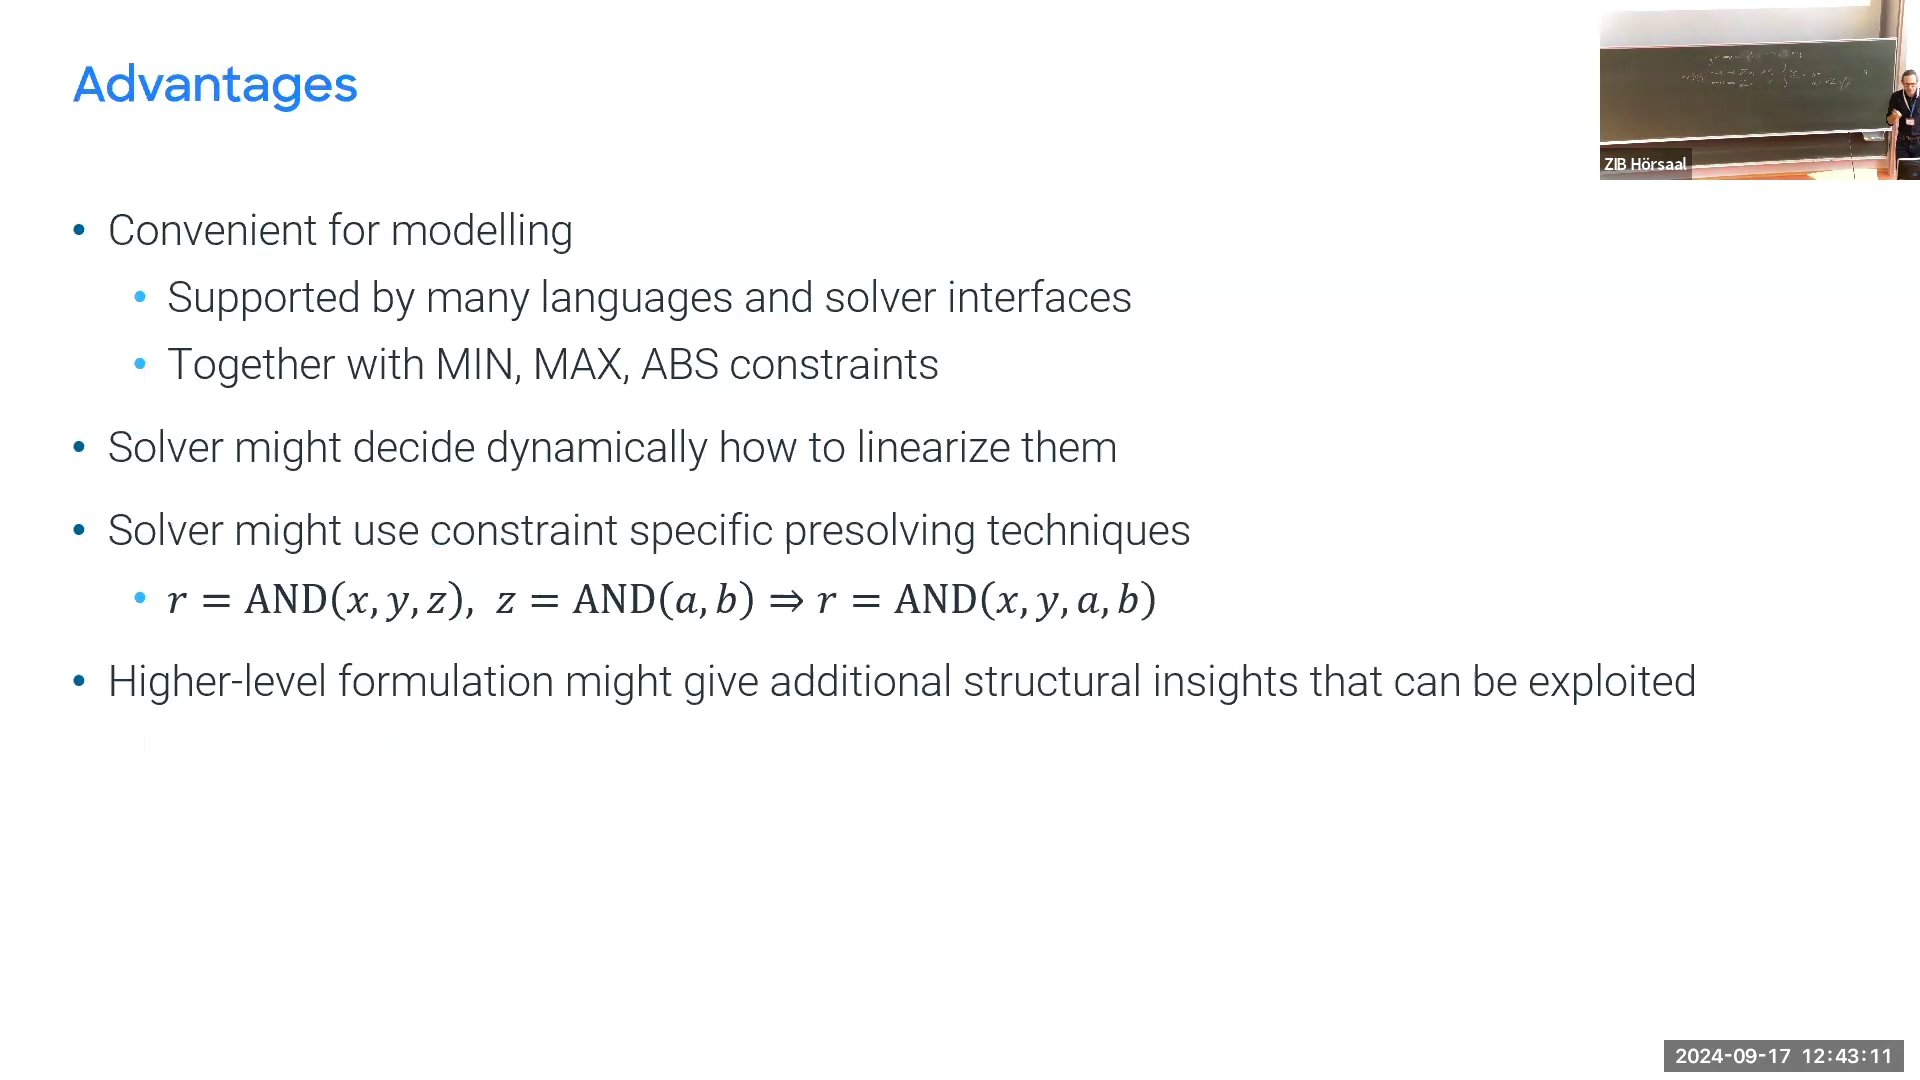 Advantages
ZIB Hörsaal
• Convenient for modelling
• Supported by many languages and solver interfaces
• Together with MIN, MAX, ABS constraints
• Solver might decide dynamically how to linearize them
• Solver might use constraint specific presolving techniques
• r = AND(x, y, z), z = AND(a, b) ⇒ r = AND(x, y, a, b)
• Higher-level formulation might give additional structural insights that can be exploited
2024-09-17 12:43:11